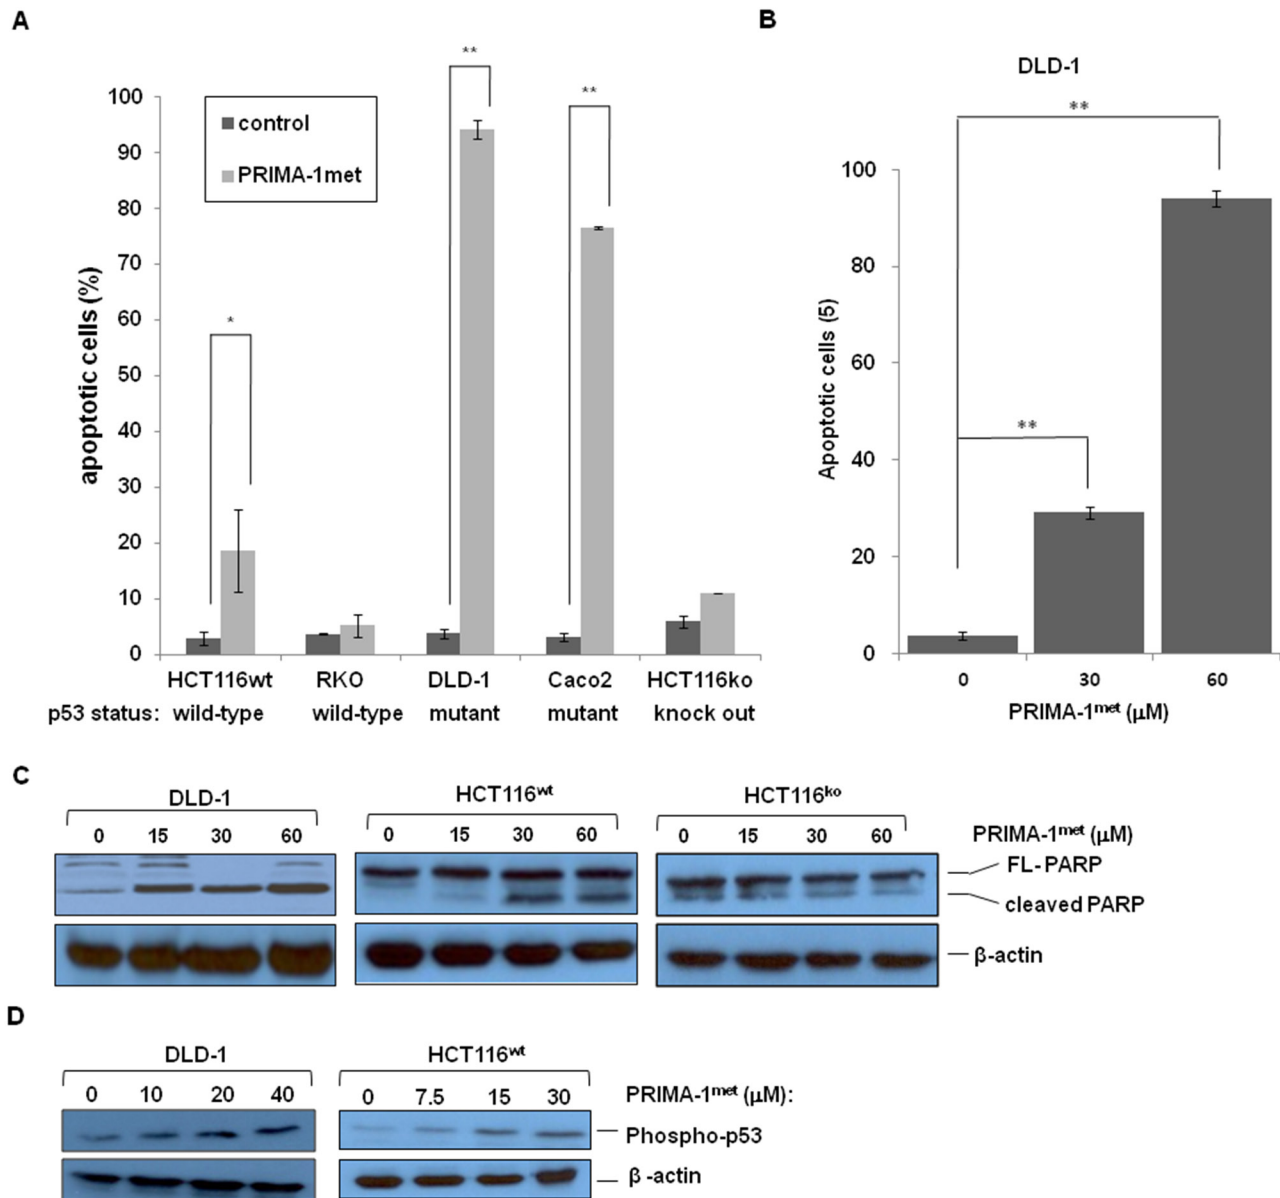 A
**
**
*
100
90
80
70
60
50
40
30
20
10
0
apoptotic cells (%)
control
PRIMA-1met
HCT116wt RKO DLD-1 Caco2 HCT116ko
p53 status: wild-type wild-type mutant mutant knock out
B
DLD-1
**
**
100
80
60
40
20
0
Apoptotic cells (5)
0 30 60
PRIMA-1met (μM)
C
DLD-1 HCT116wt HCT116ko
0 15 30 60 0 15 30 60 0 15 30 60 PRIMA-1met (μM)
FL- PARP
cleaved PARP
β-actin
D
DLD-1 HCT116wt
0 10 20 40 0 7.5 15 30 PRIMA-1met (μM):
Phospho-p53
β -actin